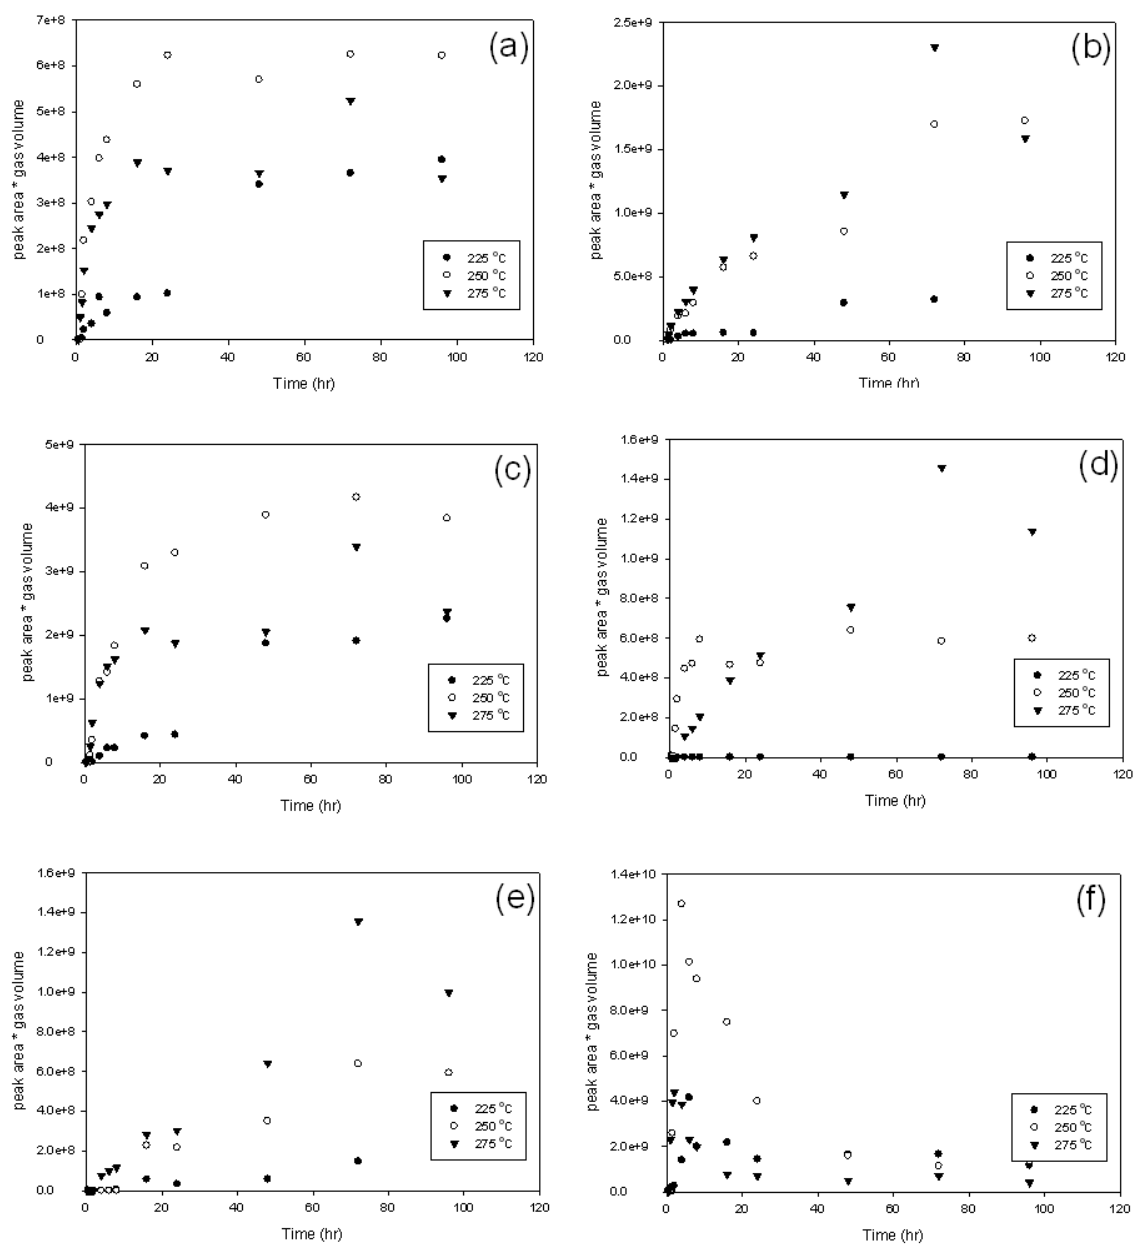 (a)
peak area * gas volume
7e+8
6e+8
5e+8
4e+8
3e+8
2e+8
1e+8
0
225 °C
250 °C
275 °C
0 20 40 60 80 100 120
Time (hr)
(b)
peak area * gas volume
2.5e+9
2.0e+9
1.5e+9
1.0e+9
5.0e+8
0.0
225 °C
250 °C
275 °C
0 20 40 60 80 100 120
Time (hr)
(c)
peak area * gas volume
5e+9
4e+9
3e+9
2e+9
1e+9
0
225 °C
250 °C
275 °C
0 20 40 60 80 100 120
Time (hr)
(d)
peak area * gas volume
1.6e+9
1.4e+9
1.2e+9
1.0e+9
8.0e+8
6.0e+8
4.0e+8
2.0e+8
0.0
225 °C
250 °C
275 °C
0 20 40 60 80 100 120
Time (hr)
(e)
peak area * gas volume
1.6e+9
1.4e+9
1.2e+9
1.0e+9
8.0e+8
6.0e+8
4.0e+8
2.0e+8
0.0
225 °C
250 °C
275 °C
0 20 40 60 80 100 120
Time (hr)
(f)
peak area * gas volume
1.4e+10
1.2e+10
1.0e+10
8.0e+9
6.0e+9
4.0e+9
2.0e+9
0.0
225 °C
250 °C
275 °C
0 20 40 60 80 100 120
Time (hr)